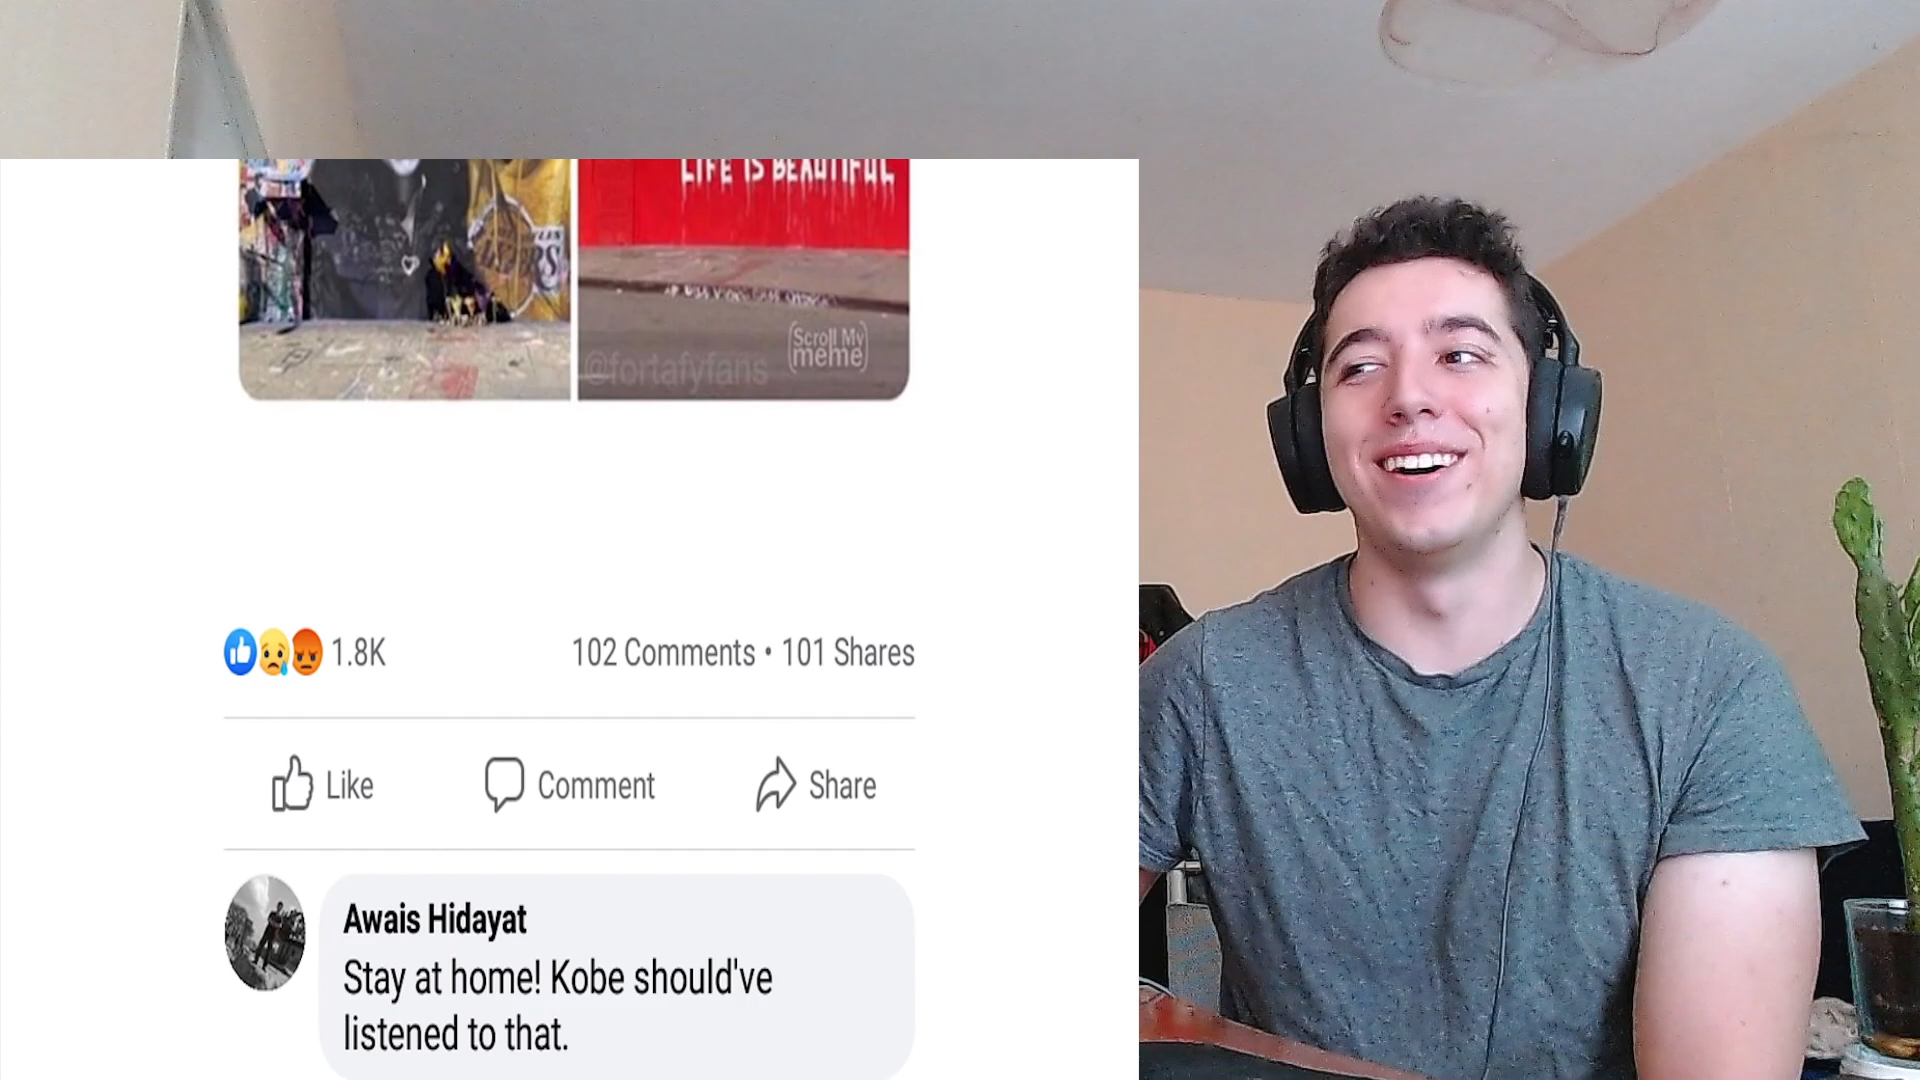 LIFE IS BEAUTIFUL
Scroll My
meme
@fortafyfans
1.8K 102 Comments • 101 Shares
Like Comment Share
Awais Hidayat
Stay at home! Kobe should've
listened to that.